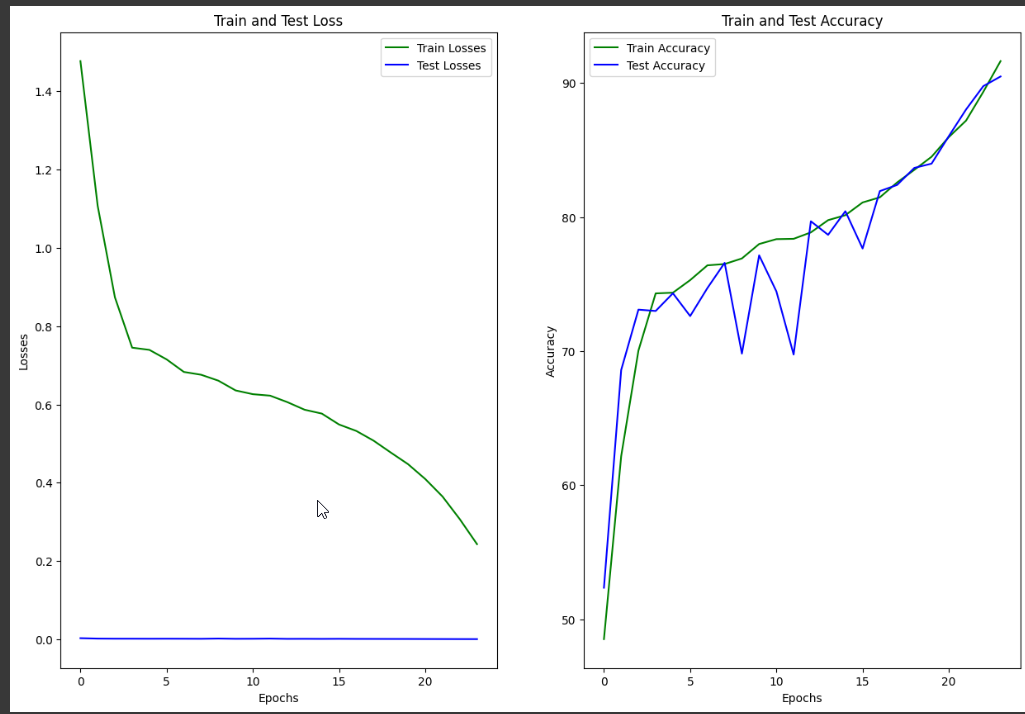 Train and Test Loss
Train Losses
Test Losses
1.4
1.2
1.0
0.8
0.6
0.4
0.2
0.0
Losses
0 5 10 15 20
Epochs
Train and Test Accuracy
Train Accuracy
Test Accuracy
90
80
70
60
50
Accuracy
0 5 10 15 20
Epochs